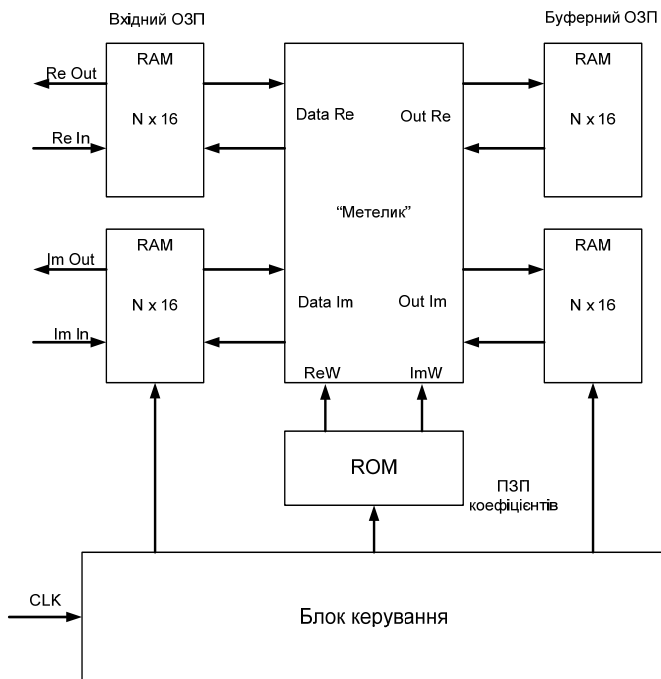 Вхідний ОЗП
Буферний ОЗП
RAM
RAM
Re Out
N x 16
Data Re
Out Re
N x 16
Re In
“Метелик”
RAM
RAM
Im Out
N x 16
Data Im
Out Im
N x 16
Im In
ReW
ImW
ROM
ПЗП
коефіцієнтів
CLK
Блок керування